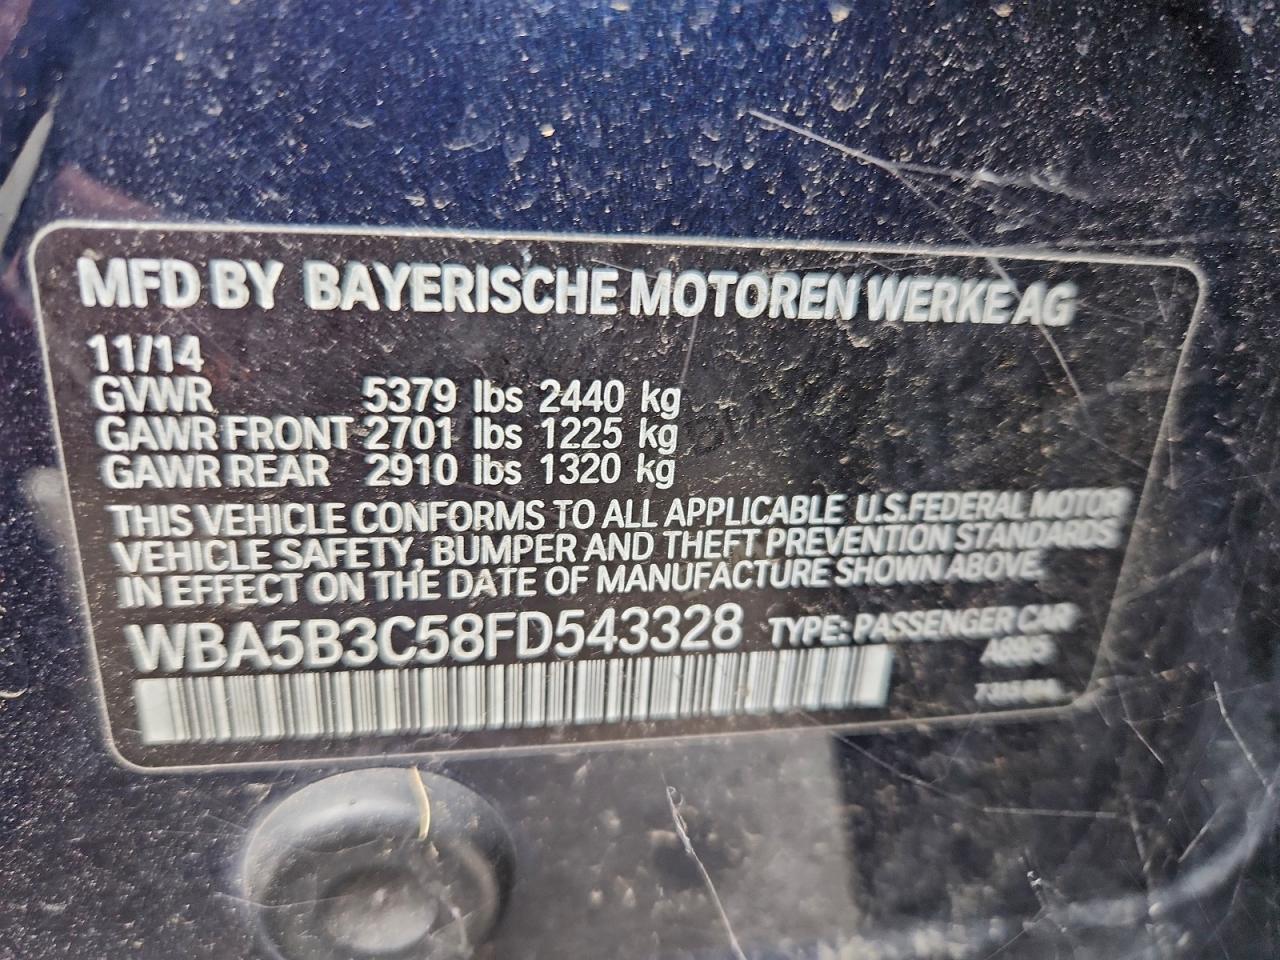 MFD BY BAYERISCHE MOTOREN WERKE AG
11/14
GVWR 5379 lbs 2440 kg
GAWR FRONT 2701 lbs 1225 kg
GAWR REAR 2910 lbs 1320 kg
THIS VEHICLE CONFORMS TO ALL APPLICABLE U.S.FEDERAL MOTOR
VEHICLE SAFETY, BUMPER AND THEFT PREVENTION STANDARDS
IN EFFECT ON THE DATE OF MANUFACTURE SHOWN ABOVE.
WBA5B3C58FD543328 TYPE: PASSENGER CAR